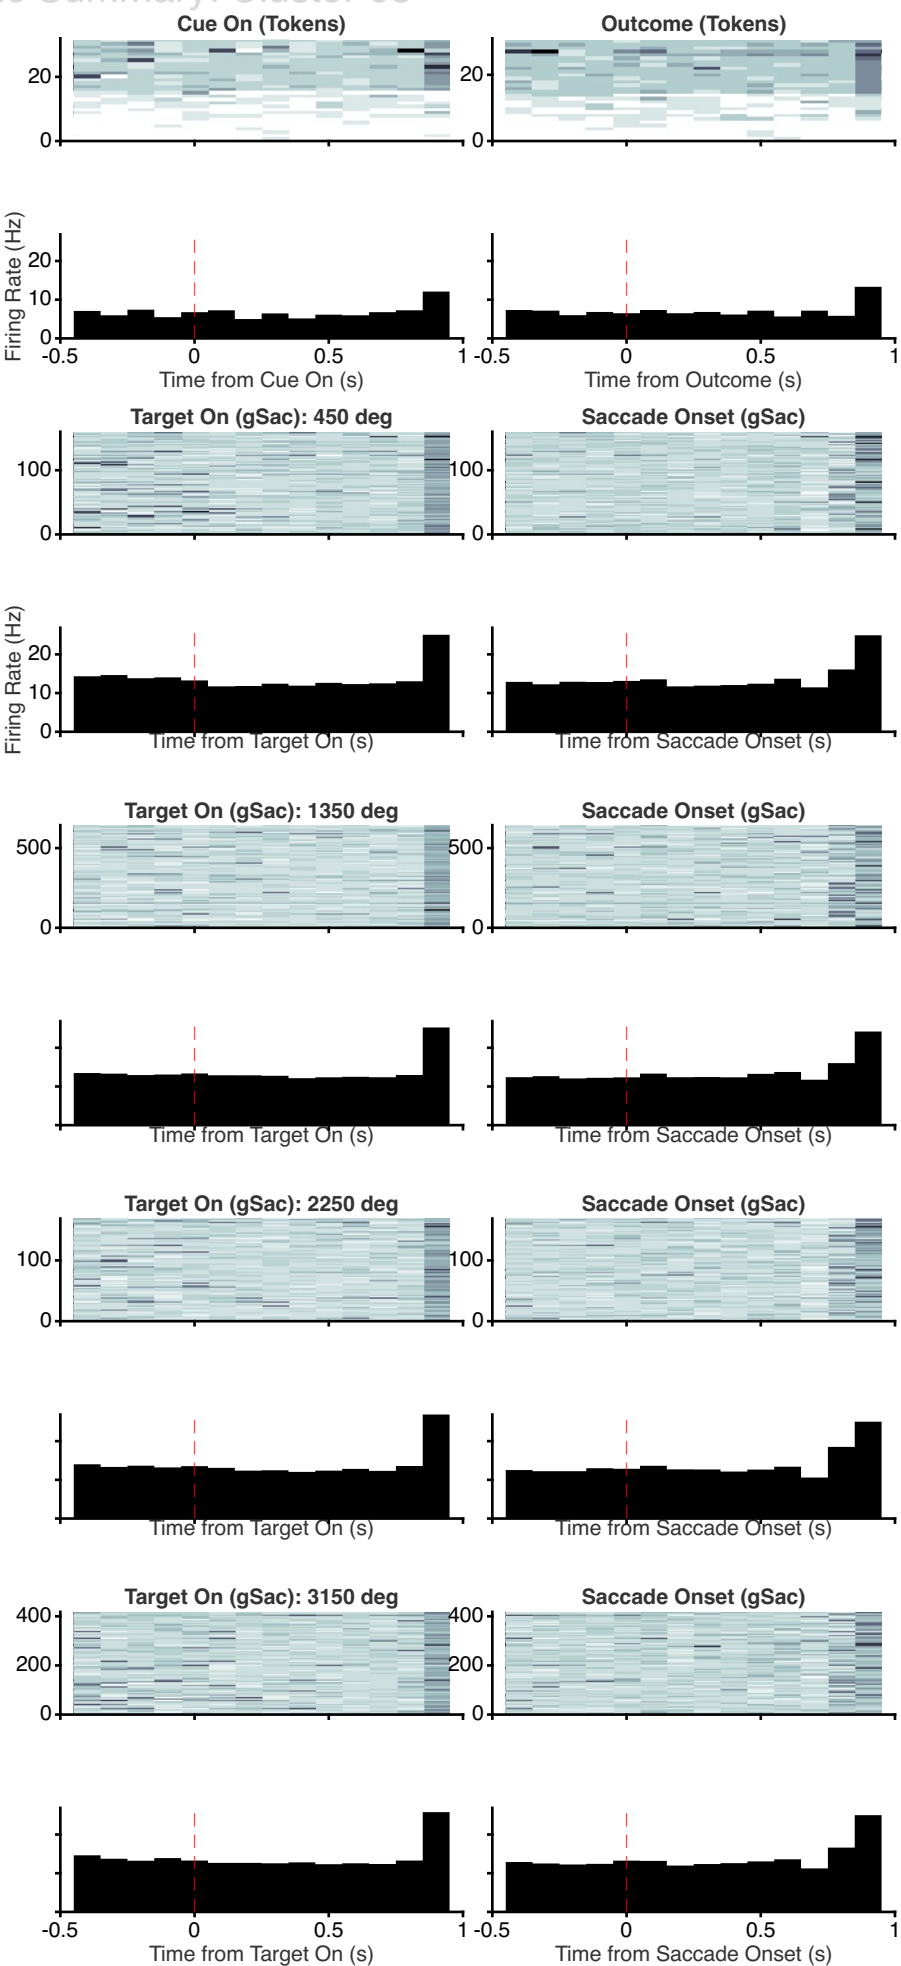 Summary: Cluster
Cue On (Tokens) Outcome (Tokens)
20 20
0 0
Firing Rate (Hz)
20
10
0
-0.5 0 0.5 1 -0.5 0 0.5 1
Time from Cue On (s) Time from Outcome (s)
Target On (gSac): 450 deg Saccade Onset (gSac)
100 100
0 0
Firing Rate (Hz)
20
10
0
Time from Target On (s) Time from Saccade Onset (s)
Target On (gSac): 1350 deg Saccade Onset (gSac)
500 500
0 0
Time from Target On (s) Time from Saccade Onset (s)
Target On (gSac): 2250 deg Saccade Onset (gSac)
100 100
0 0
Time from Target On (s) Time from Saccade Onset (s)
Target On (gSac): 3150 deg Saccade Onset (gSac)
400 400
200 200
0 0
-0.5 0 0.5 1 -0.5 0 0.5 1
Time from Target On (s) Time from Saccade Onset (s)